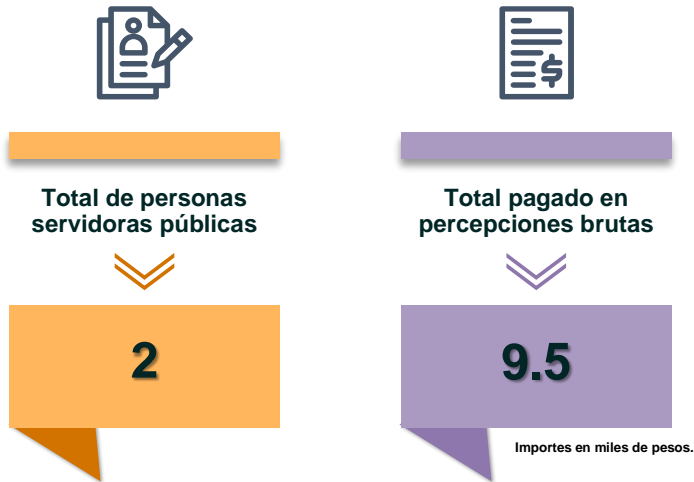 Total de personas
servidoras públicas
2
Total pagado en
percepciones brutas
9.5
Importes en miles de pesos.